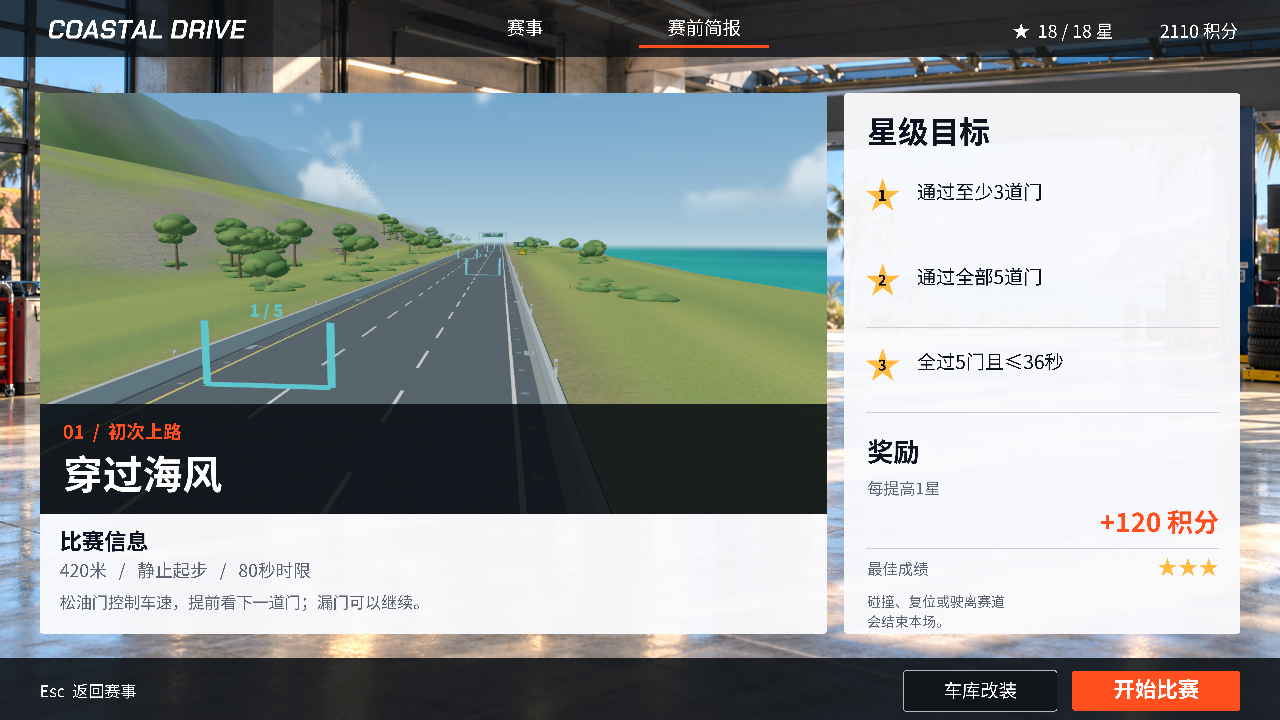 COASTAL DRIVE
赛事
赛前简报
★ 18 / 18 星
2110 积分
1 / 5
01 / 初次上路
穿过海风
比赛信息
420米 / 静止起步 / 80秒时限
松油门控制车速，提前看下一道门；漏门可以继续。
星级目标
1 通过至少3道门
2 通过全部5道门
3 全过5门且≤36秒
奖励
每提高1星
+120 积分
最佳成绩 ★★★
碰撞、复位或驶离赛道
会结束本场。
Esc 返回赛事
车库改装
开始比赛